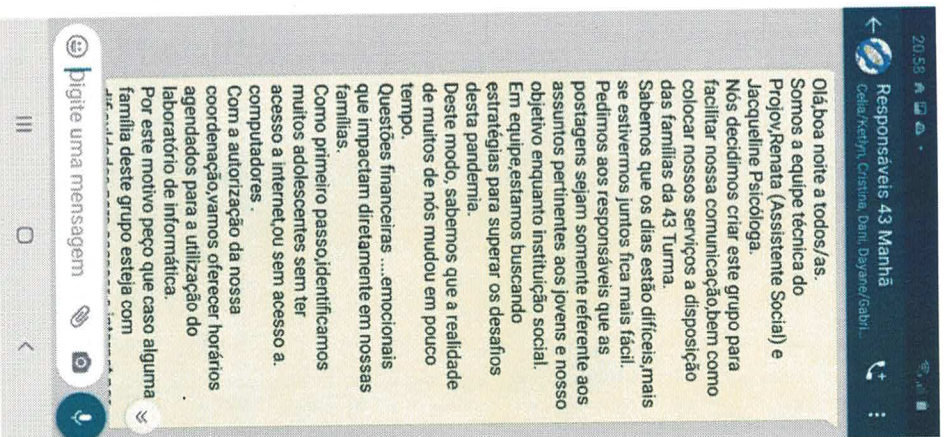 20:58
Responsáveis 43 Manhã
Celia/Ketlyn, Cristina, Dani, Dayane/Gabri...
Olá,boa noite a todos/as.
Somos a equipe técnica do
Projov,Renata (Assistente Social) e
Jacqueline Psicóloga.
Nós decidimos criar este grupo para
facilitar nossa comunicação,bem como
colocar nossos serviços a disposição
das famílias da 43 Turma.
Sabemos que os dias estão difíceis,mais
se estivermos juntos fica mais fácil.
Pedimos aos responsáveis que as
postagens sejam somente referente aos
assuntos pertinentes aos jovens e nosso
objetivo enquanto instituição social.
Em equipe,estamos buscando
estratégias para superar os desafios
desta pandemia.
Deste modo, sabemos que a realidade
de muitos de nós mudou em pouco
tempo.
Questões financeiras ....emocionais
que impactam diretamente em nossas
famílias.
Como primeiro passo,identificamos
muitos adolescentes sem ter
acesso a internet,ou sem acesso a.
computadores .
Com a autorização da nossa
coordenação,vamos oferecer horários
agendados para a utilização do
laboratório de informática.
Por este motivo peço que caso alguma
família deste grupo esteja com
Digite uma mensagem